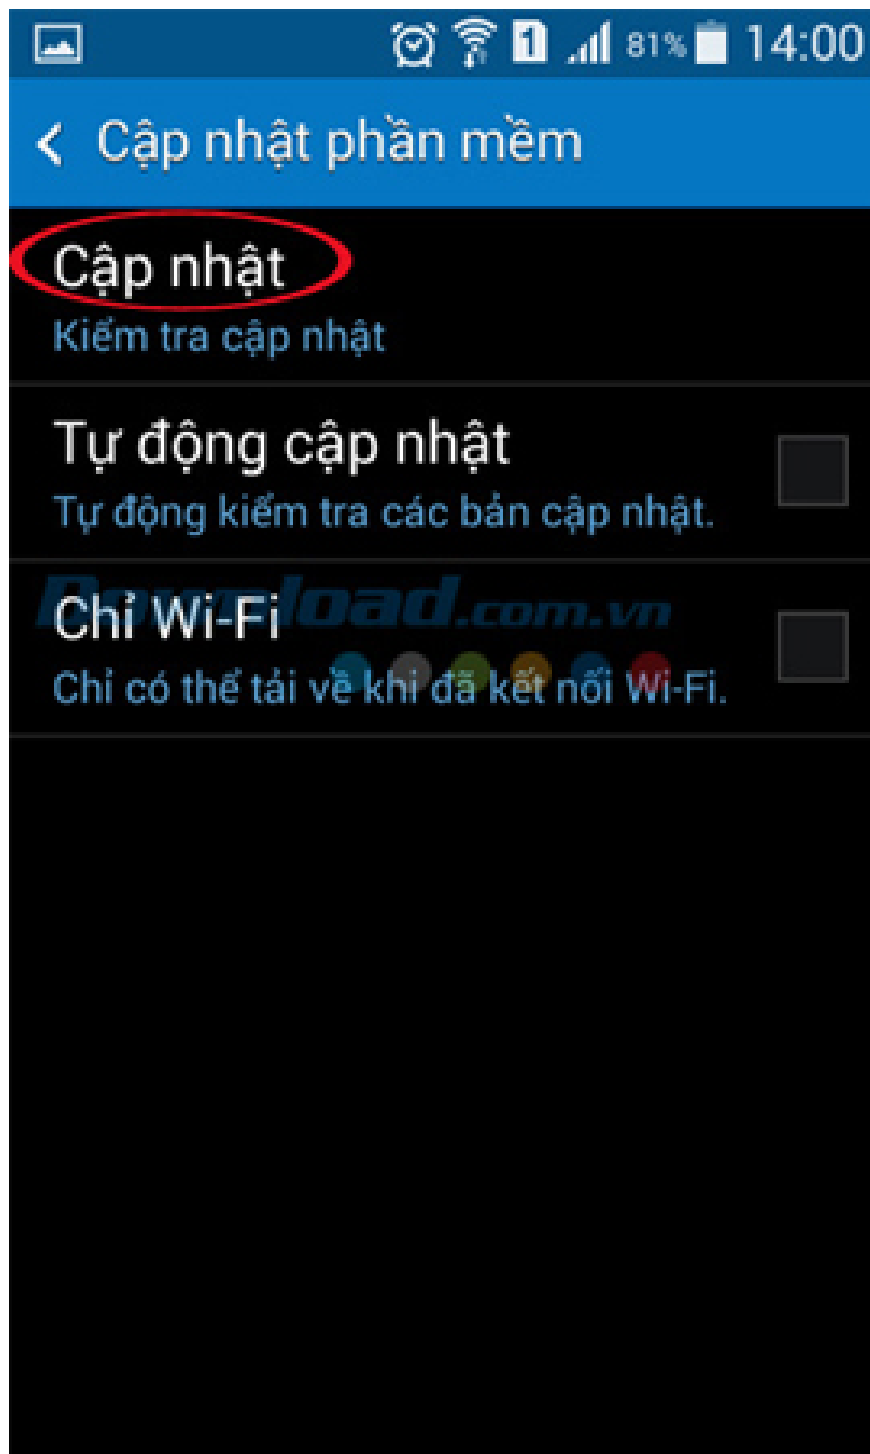 1 81% 14:00
Cập nhật phần mềm
Cập nhật
Kiểm tra cập nhật
Tự động cập nhật
Tự động kiểm tra các bản cập nhật.
Chỉ Wi-Fi
Download.com.vn
Chỉ có thể tải về khi đã kết nối Wi-Fi.